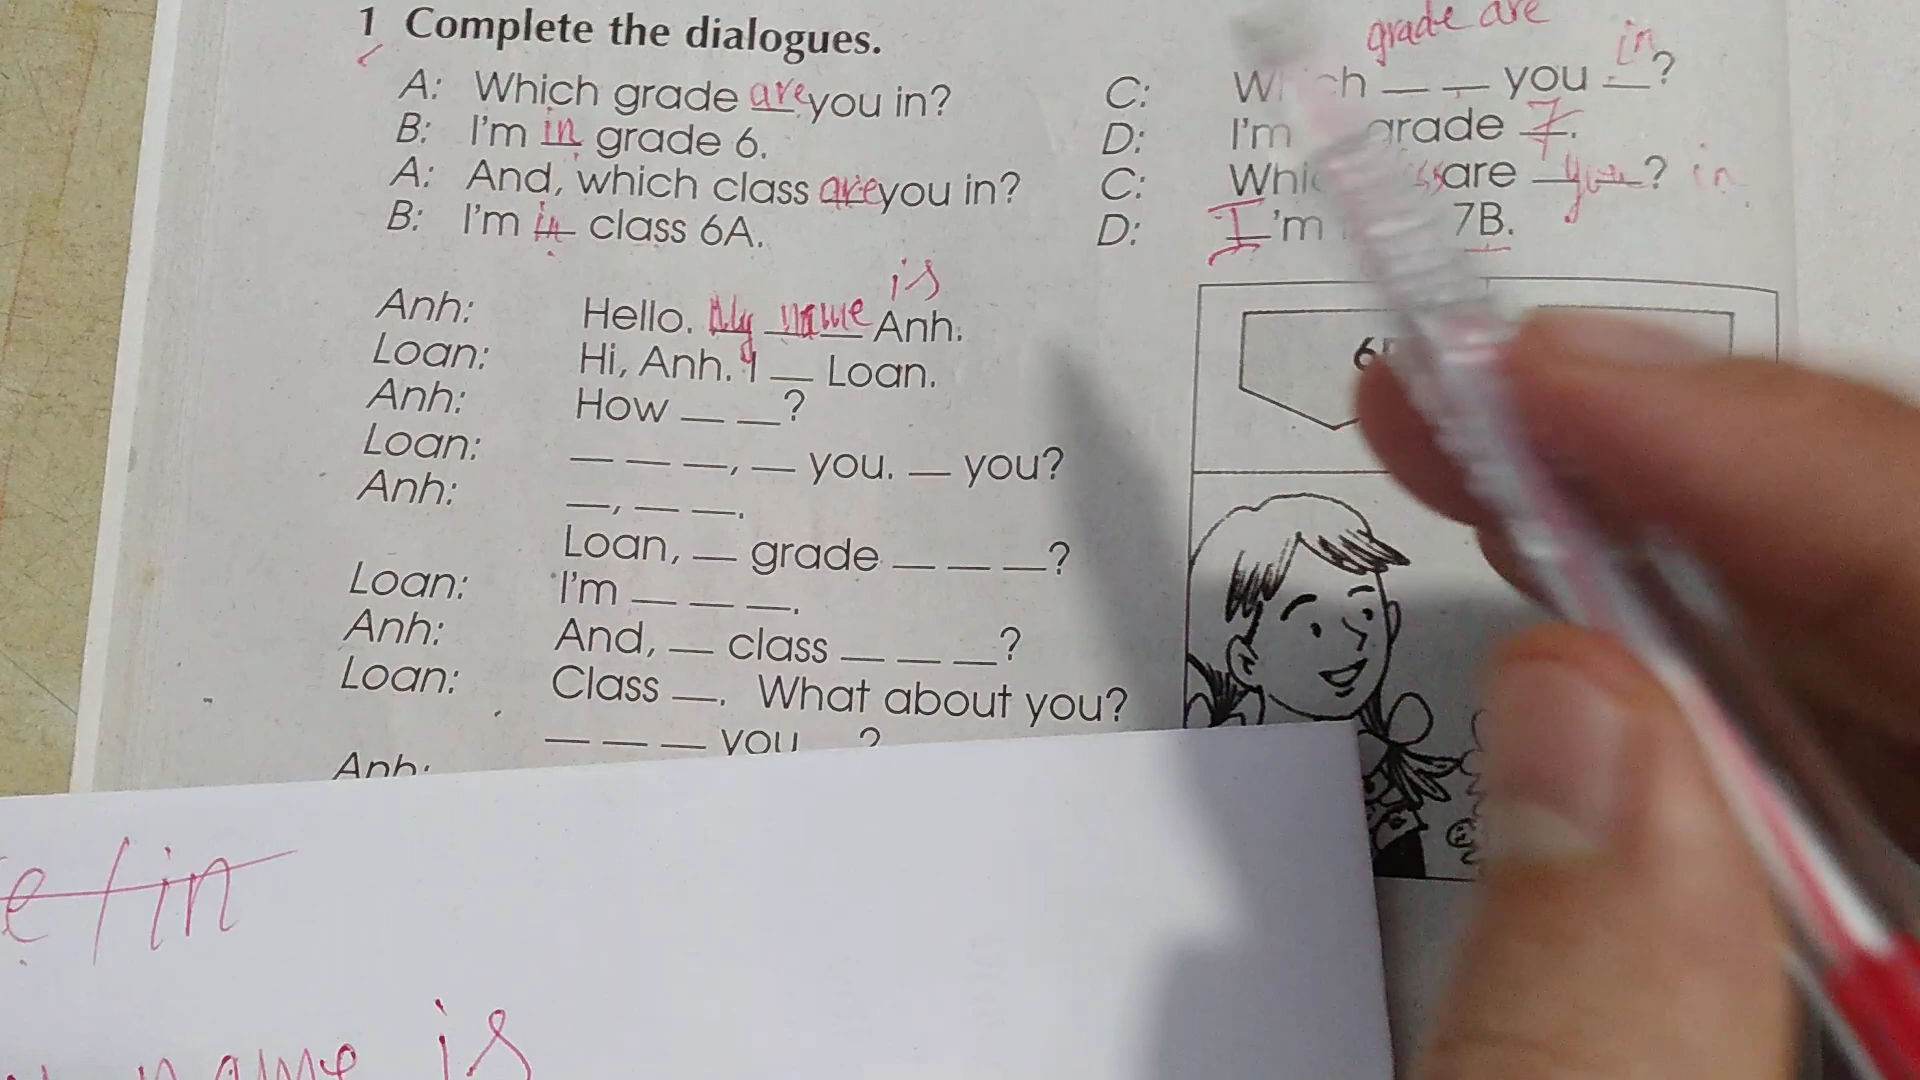 1 Complete the dialogues.
A: Which grade are you in?
B: I'm in grade 6.
A: And, which class are you in?
B: I'm in class 6A.
grade are
in
C: Which _ _ you _?
D: I'm grade 7.
C: are you? in
D: I'm 7B.
is
Anh: Hello. My name Anh.
Loan: Hi, Anh. I _ Loan.
Anh: How _ _?
Loan: _ _ _, _ you. _ you?
Anh: _, _ _.
Loan, _ grade _ _ _?
Loan: I'm _ _ _.
Anh: And, _ class _ _ _?
Loan: Class _. What about you?
Anh: _ _ _ you _?
in
name is